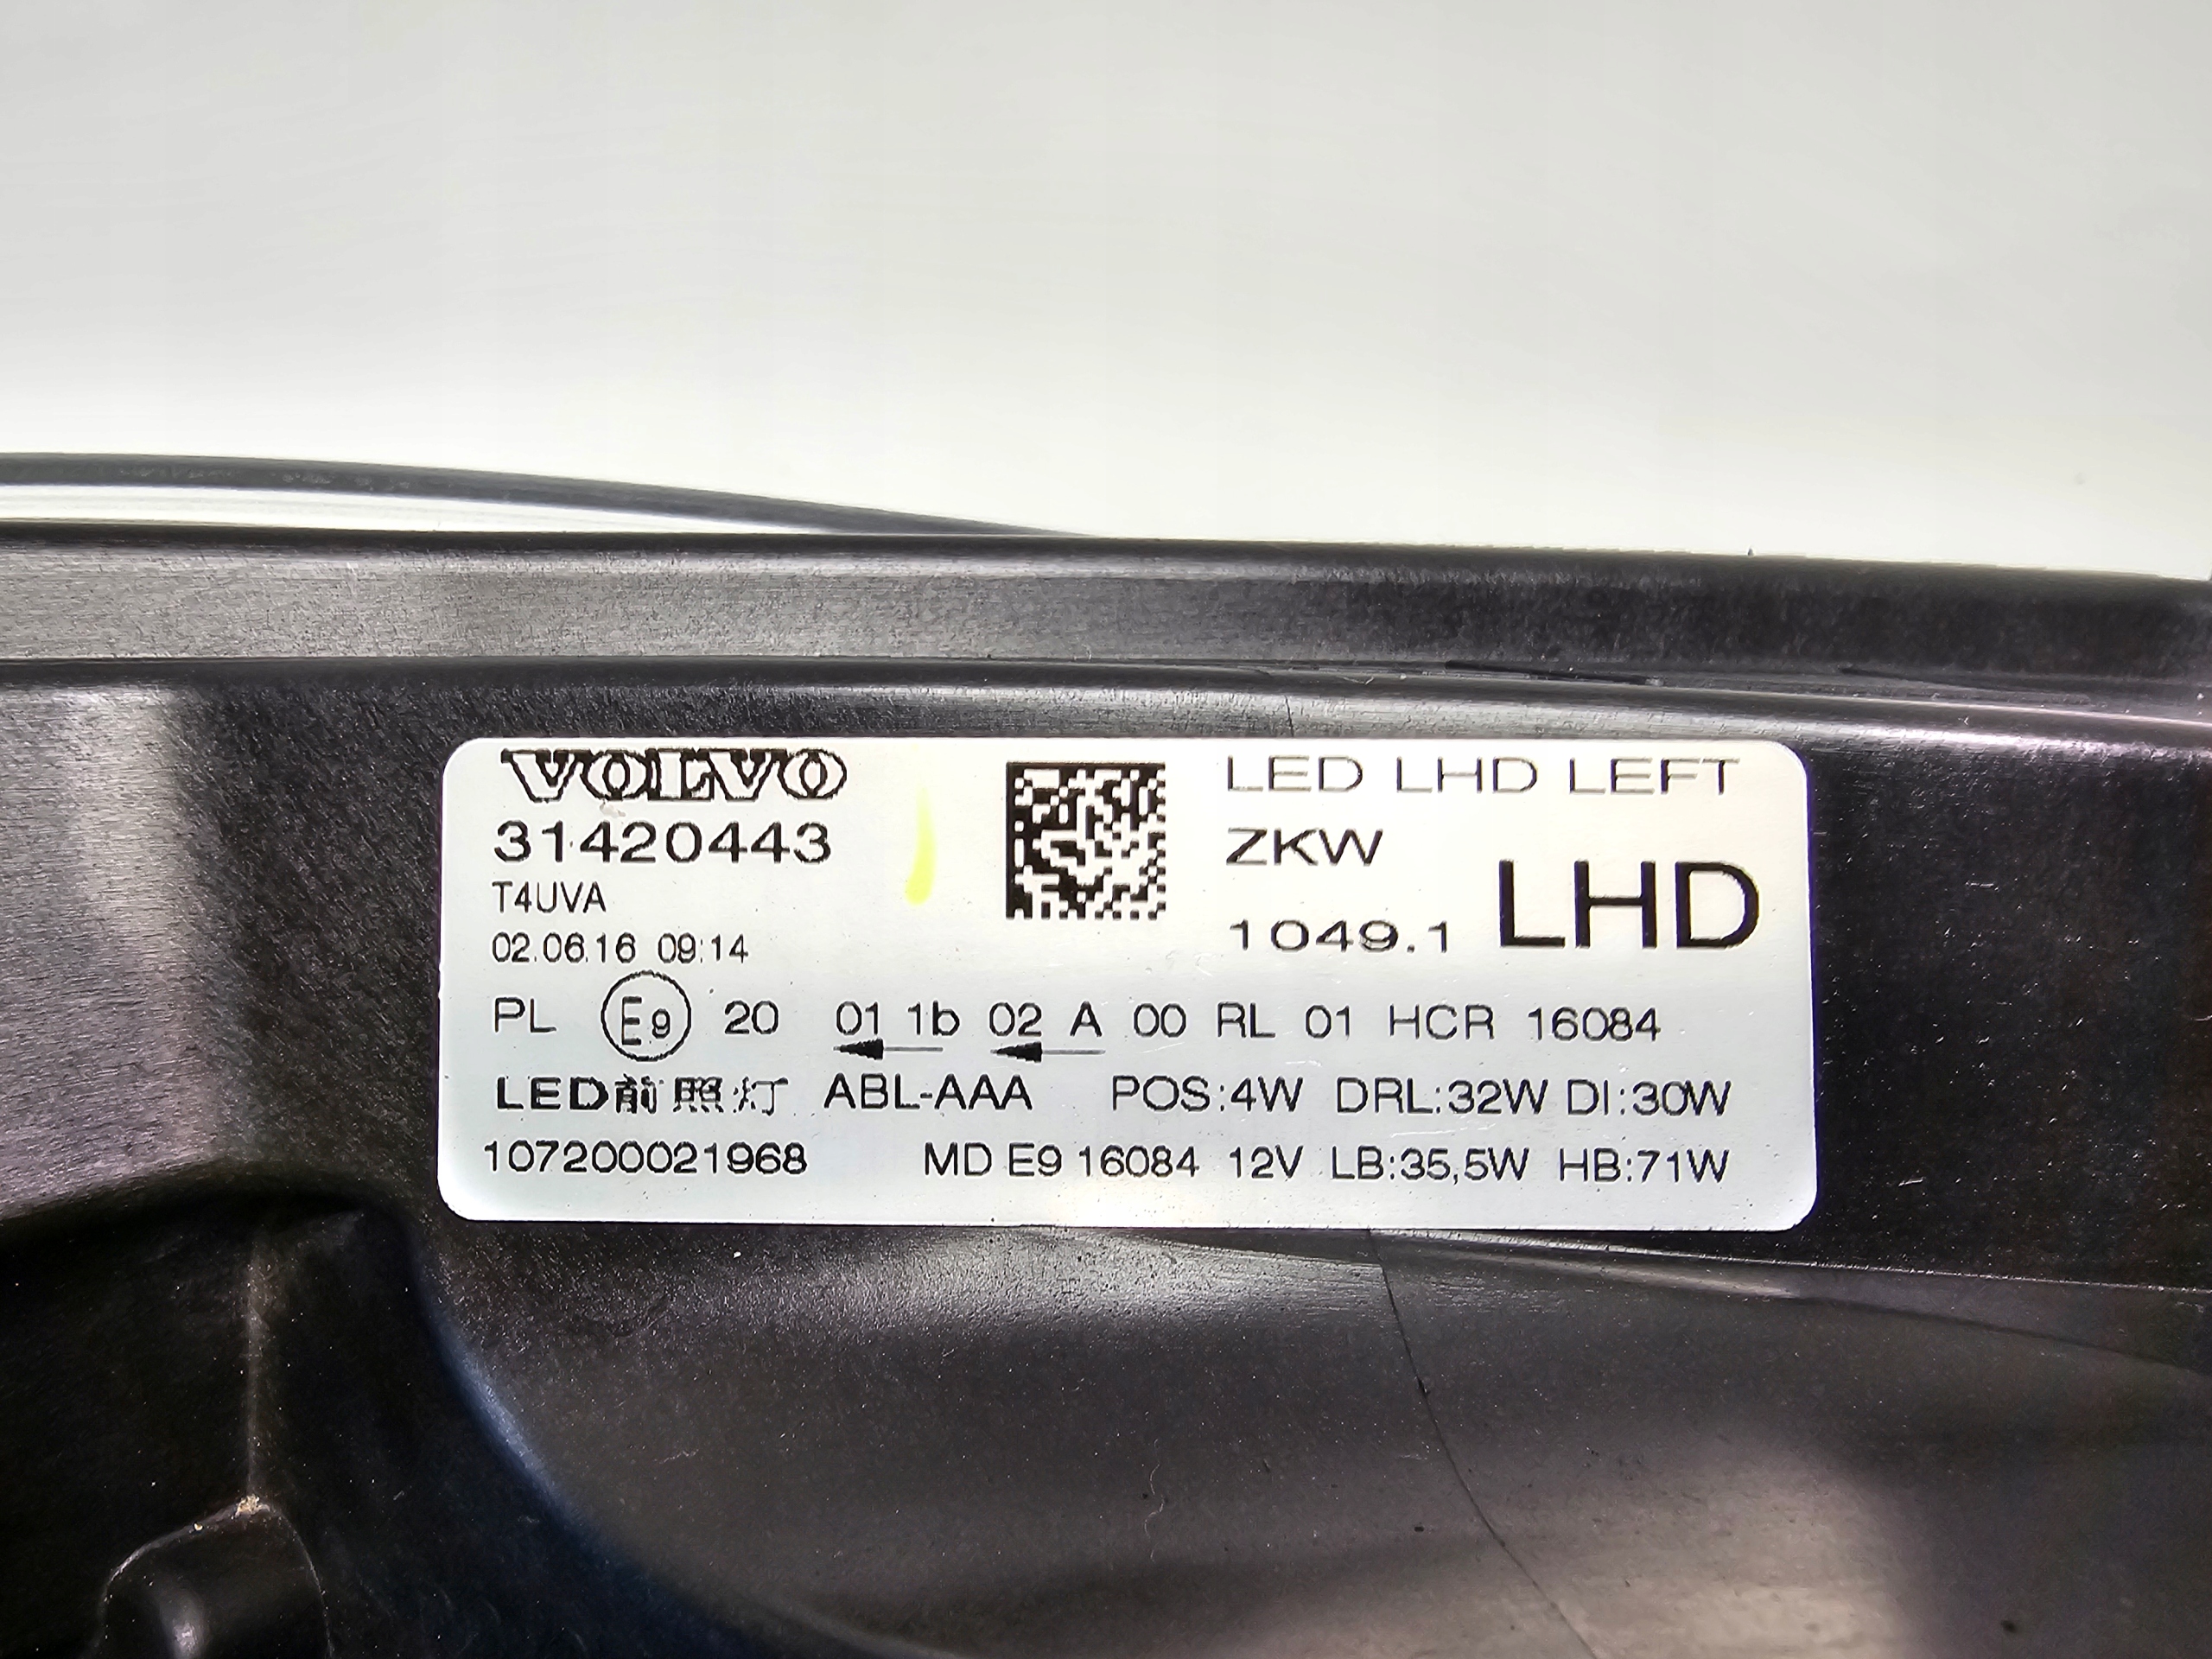 VOLVO
LED LHD LEFT
31420443
ZKW
T4UVA
LHD
02.06.16 09:14
1049.1
PL E9 20 01 1b 02 A 00 RL 01 HCR 16084
LED前照灯 ABL-AAA POS:4W DRL:32W DI:30W
107200021968 MD E9 16084 12V LB:35,5W HB:71W